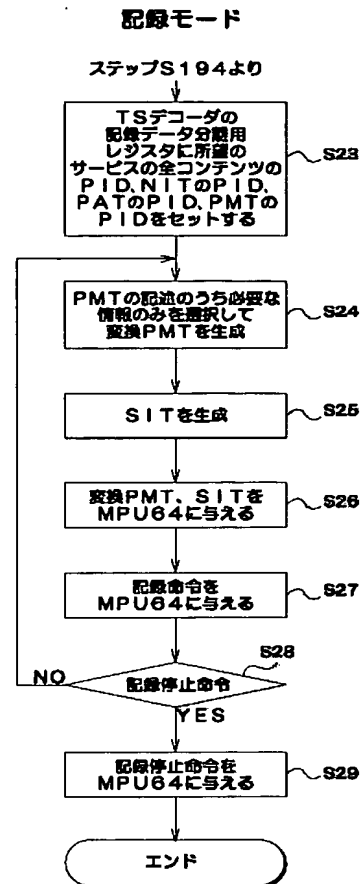 記録モード
ステップS194より
TSデコーダの
記録データ分離用
レジスタに所望の
サービスの全コンテンツの
PID、NITのPID、
PATのPID、PMTの
PIDをセットする
S23
PMTの記述のうち必要な
情報のみを選択して
変換PMTを生成
S24
SITを生成
S25
変換PMT、SITを
MPU64に与える
S26
記録命令を
MPU64に与える
S27
S28
NO
記録停止命令
YES
記録停止命令を
MPU64に与える
S29
エンド